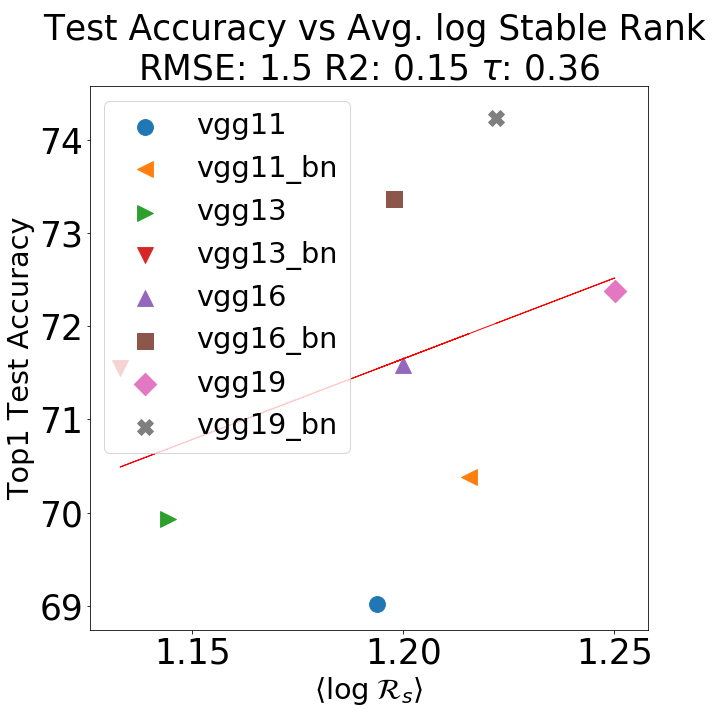 Test Accuracy vs Avg. log Stable Rank
RMSE: 1.5 R2: 0.15 τ: 0.36
vgg11
vgg11_bn
vgg13
vgg13_bn
vgg16
vgg16_bn
vgg19
vgg19_bn
Top1 Test Accuracy
74
73
72
71
70
69
1.15
1.20
1.25
⟨log ℛₛ⟩